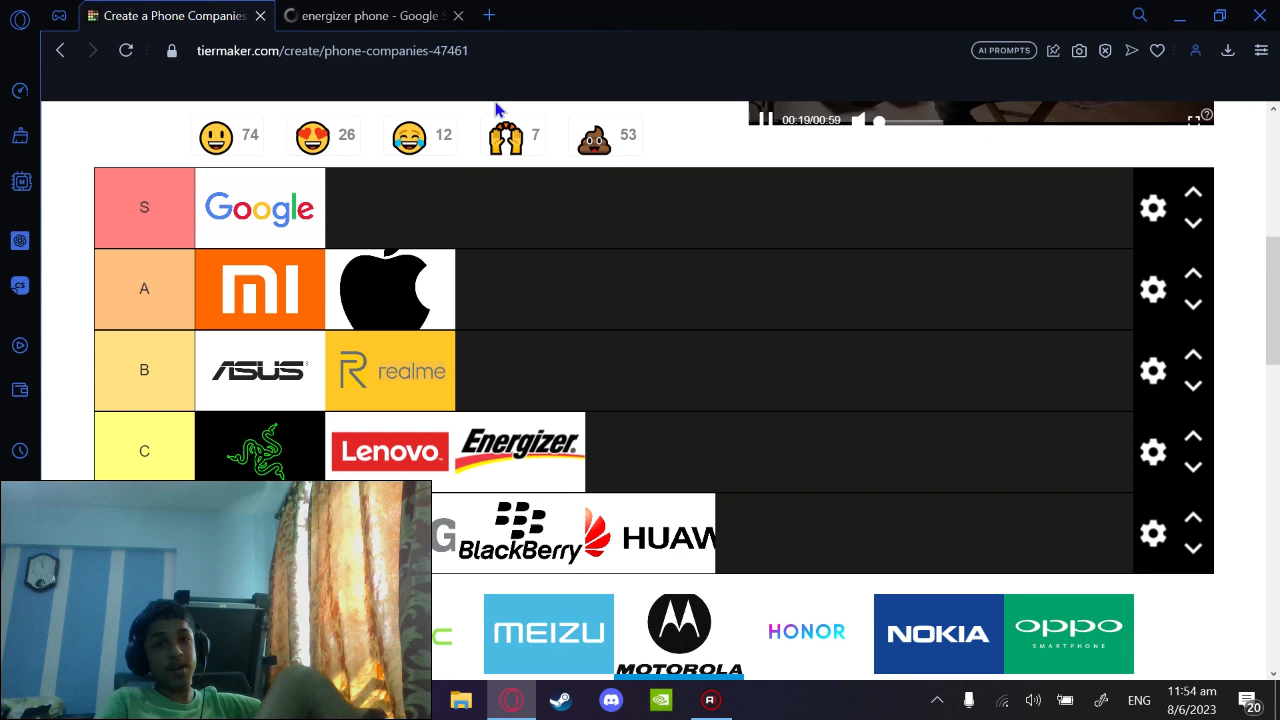 Create a Phone Companies
energizer phone - Google S
tiermaker.com/create/phone-companies-47461
AI PROMPTS
74
26
12
7
53
00:19/00:59
S
Google
A
MI
B
ASUS
realme
C
Lenovo
Energizer
G
BlackBerry
HUAW
C
MEIZU
MOTOROLA
HONOR
NOKIA
oppo
SMARTPHONE
ENG
11:54 am
8/6/2023
20